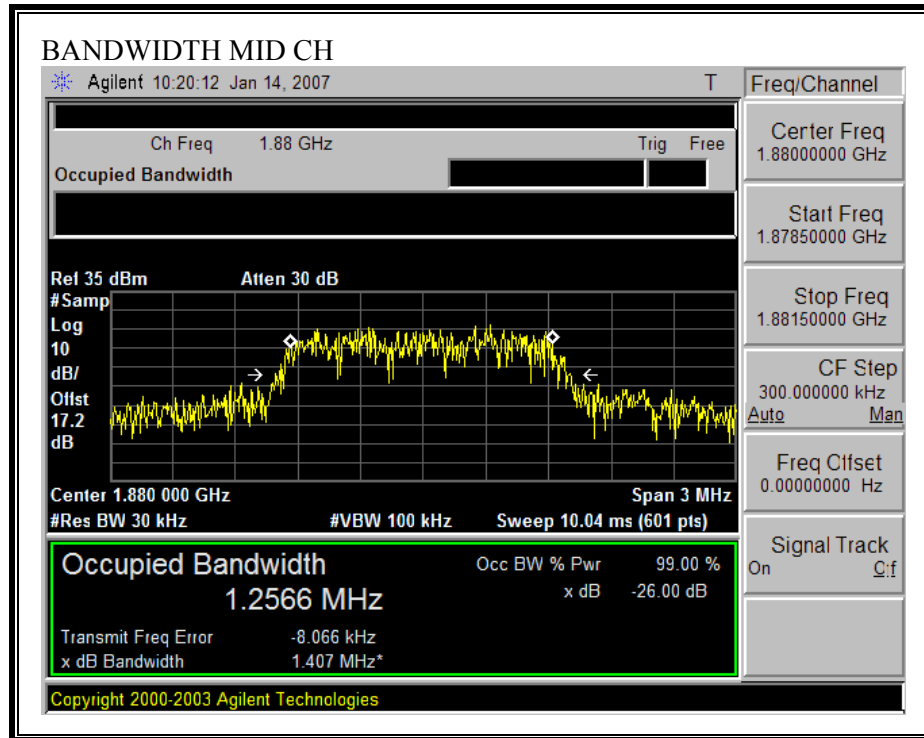 BANDWIDTH MID CH
Agilent 10:20:12 Jan 14, 2007 T
Freq/Channel
Ch Freq 1.88 GHz Trig Free
Occupied Bandwidth
Center Freq
1.88000000 GHz
Start Freq
1.87850000 GHz
Stop Freq
1.88150000 GHz
CF Step
300.000000 kHz
Auto Man
Freq Offset
0.00000000 Hz
Signal Track
On Off
Ref 35 dBm Atten 30 dB
#Samp
Log
10
dB/
Offst
17.2
dB
Center 1.880 000 GHz Span 3 MHz
#Res BW 30 kHz #VBW 100 kHz Sweep 10.04 ms (601 pts)
Occupied Bandwidth
1.2566 MHz
Occ BW % Pwr 99.00 %
x dB -26.00 dB
Transmit Freq Error -8.066 kHz
x dB Bandwidth 1.407 MHz*
Copyright 2000-2003 Agilent Technologies